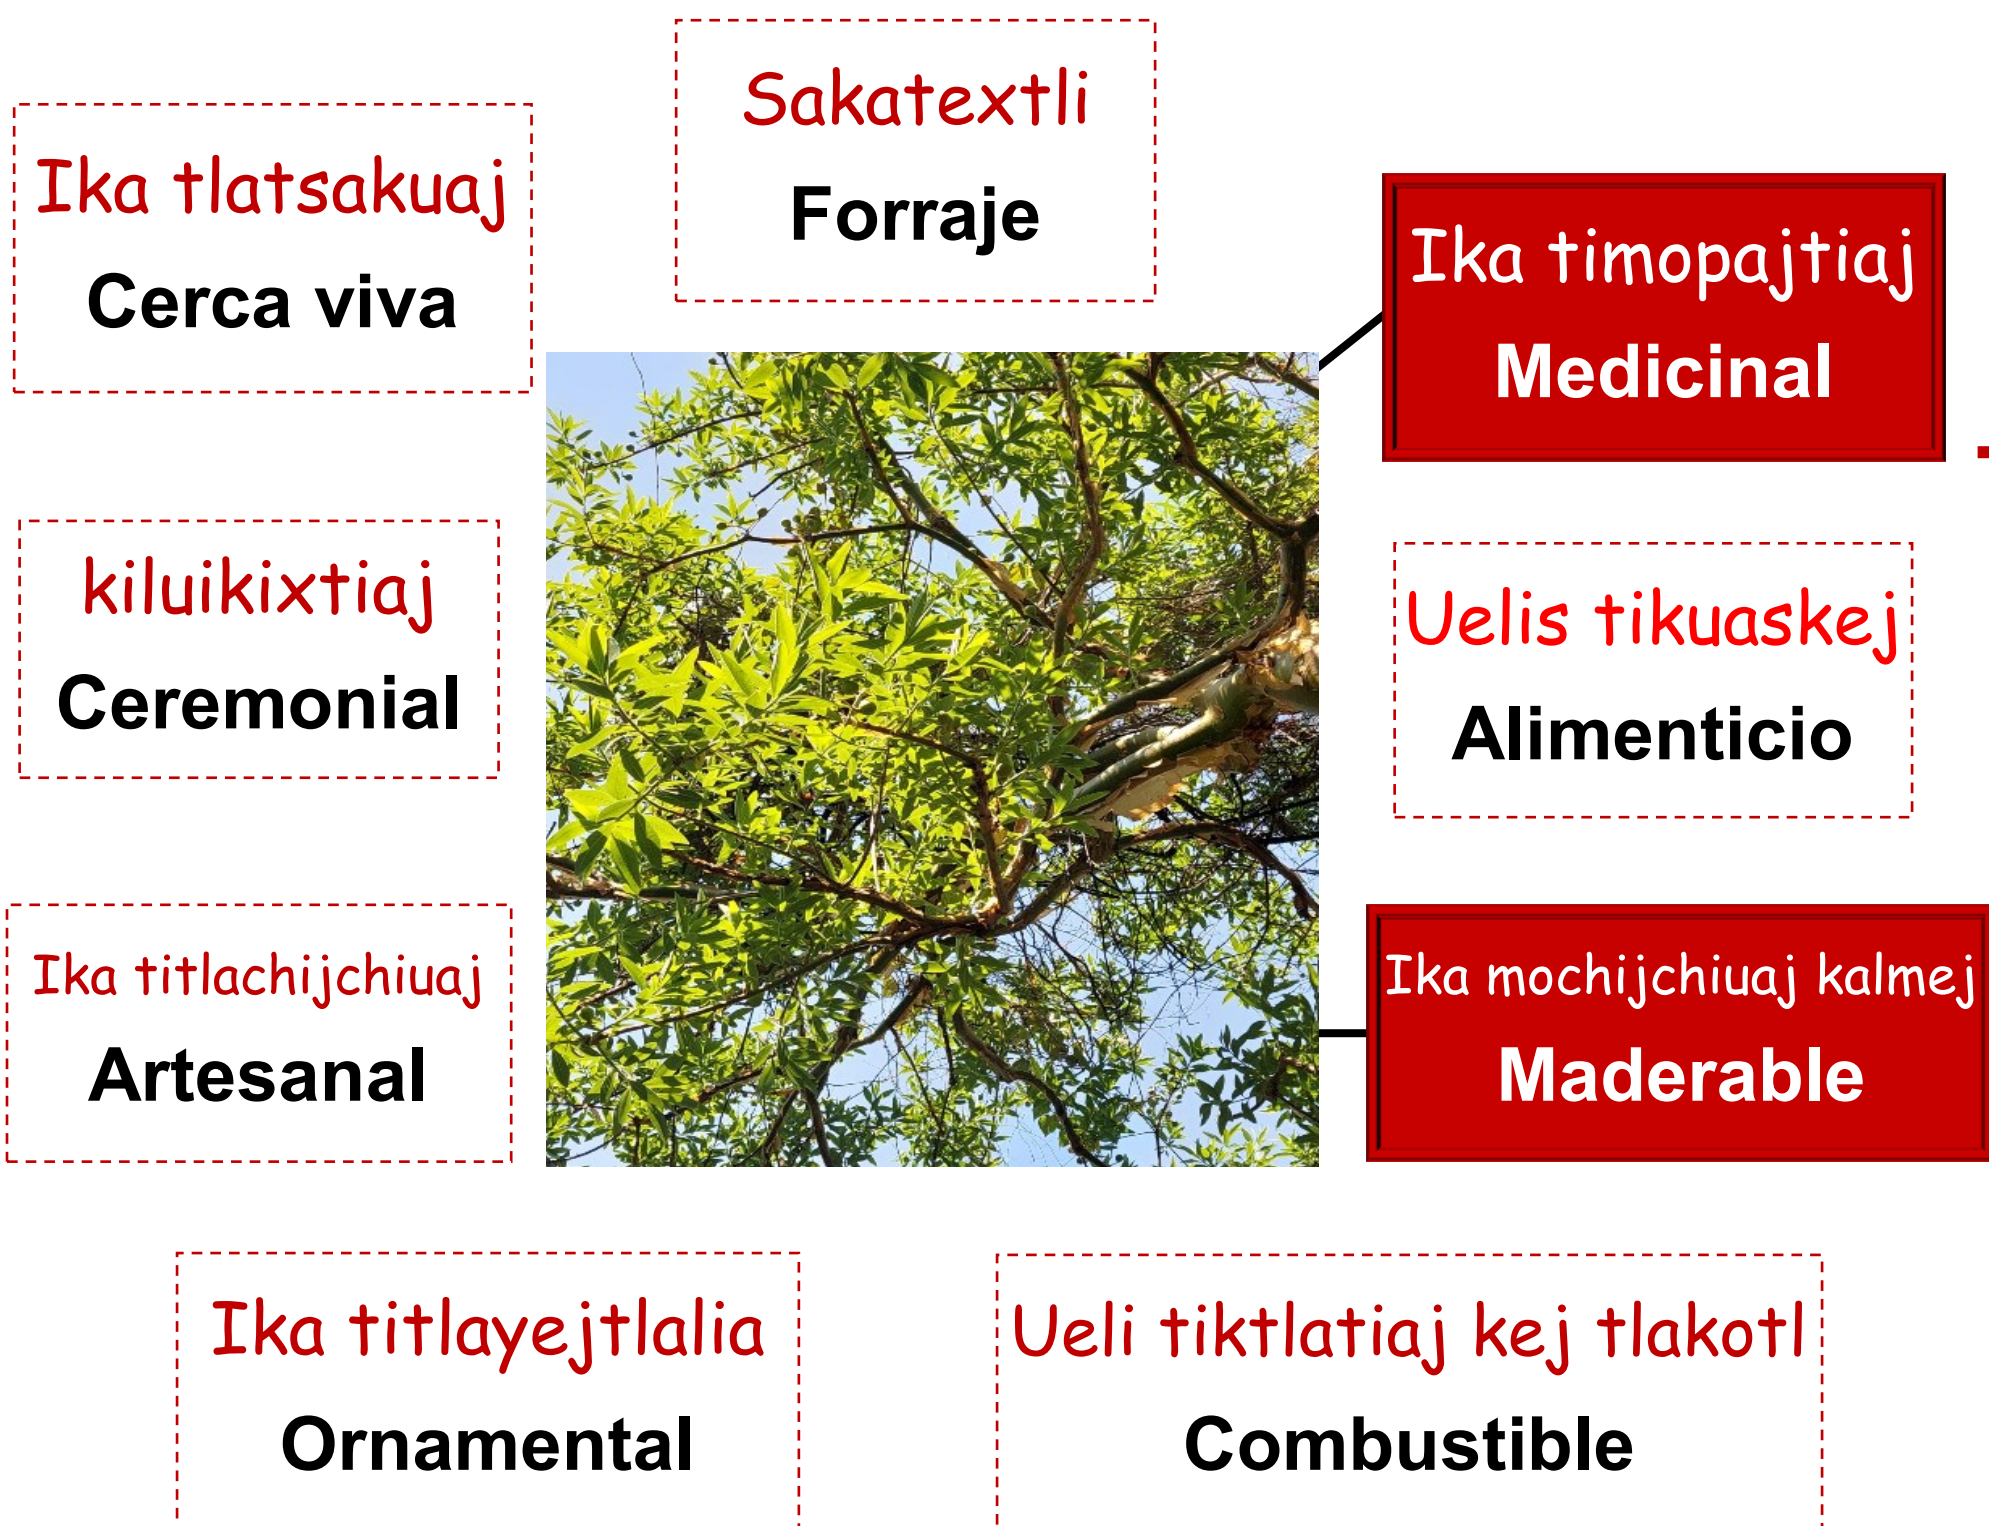 Sakatextli
Forraje
Ika tlatsakuaj
Cerca viva
Ika timopajtiaj
Medicinal
kiluikixtiaj
Ceremonial
Uelis tikuaskej
Alimenticio
Ika titlachijchiuaj
Artesanal
Ika mochijchiuaj kalmej
Maderable
Ika titlayejtlalia
Ornamental
Ueli tiktlatiaj kej tlakotl
Combustible